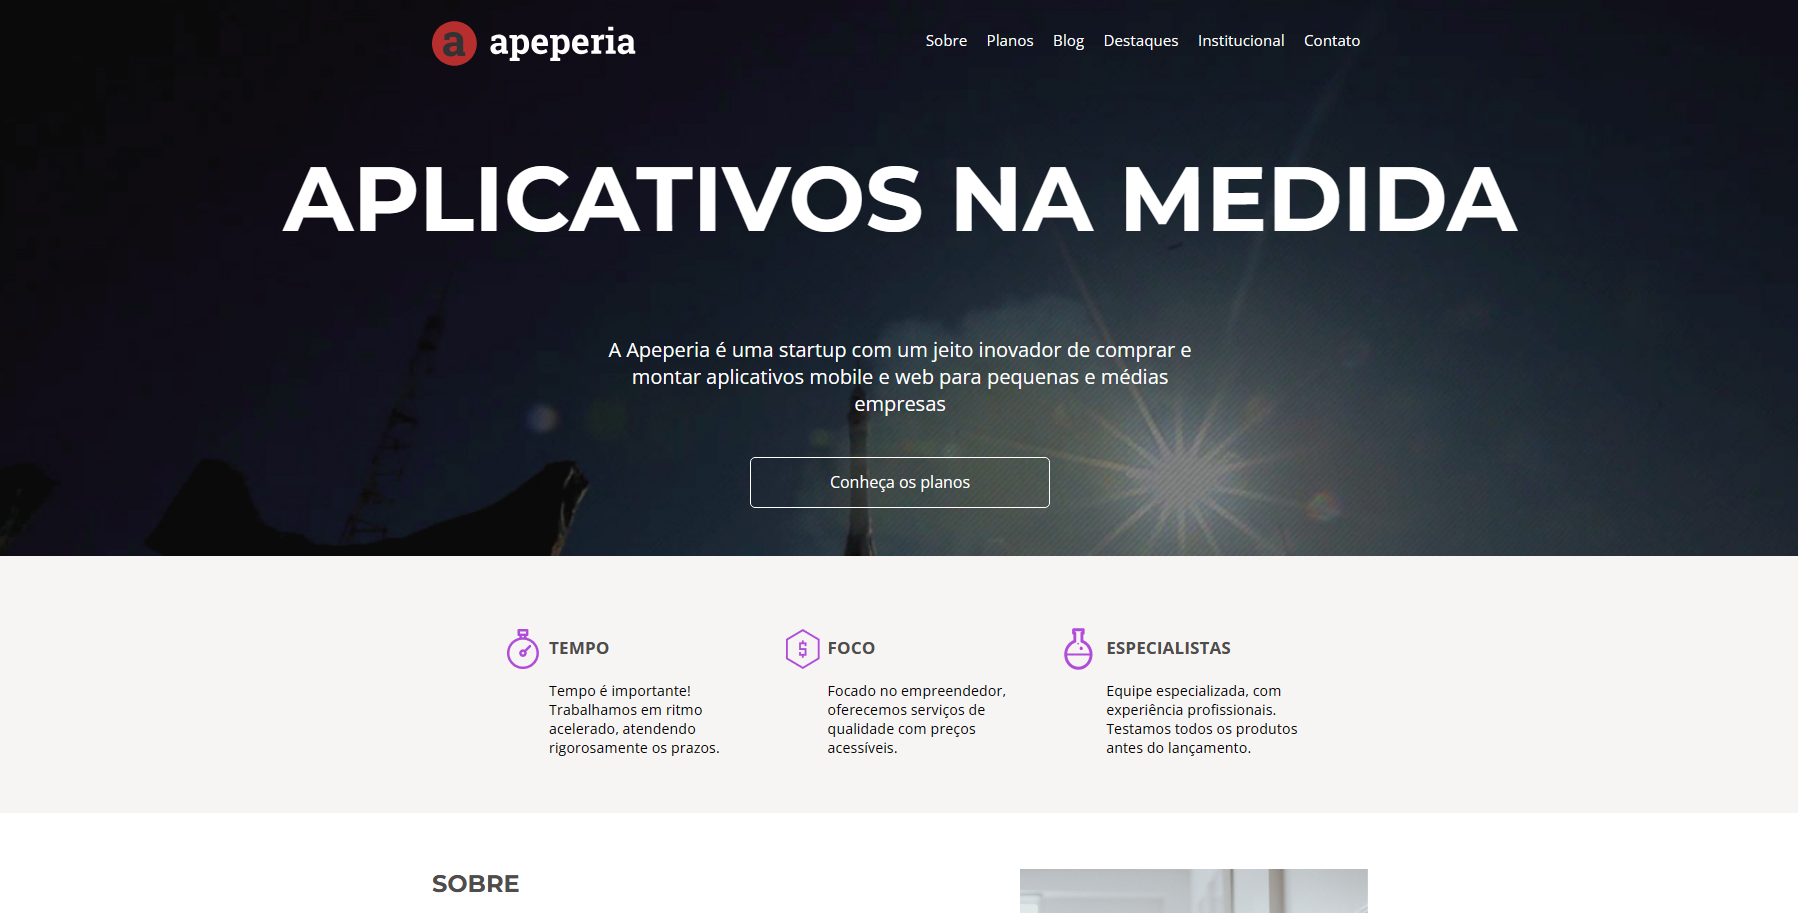 a apeperia
Sobre Planos Blog Destaques Institucional Contato
APLICATIVOS NA MEDIDA
A Apeperia é uma startup com um jeito inovador de comprar e
montar aplicativos mobile e web para pequenas e médias
empresas
Conheça os planos
TEMPO
Tempo é importante!
Trabalhamos em ritmo
acelerado, atendendo
rigorosamente os prazos.
$
FOCO
Focado no empreendedor,
oferecemos serviços de
qualidade com preços
acessíveis.
ESPECIALISTAS
Equipe especializada, com
experiência profissionais.
Testamos todos os produtos
antes do lançamento.
SOBRE